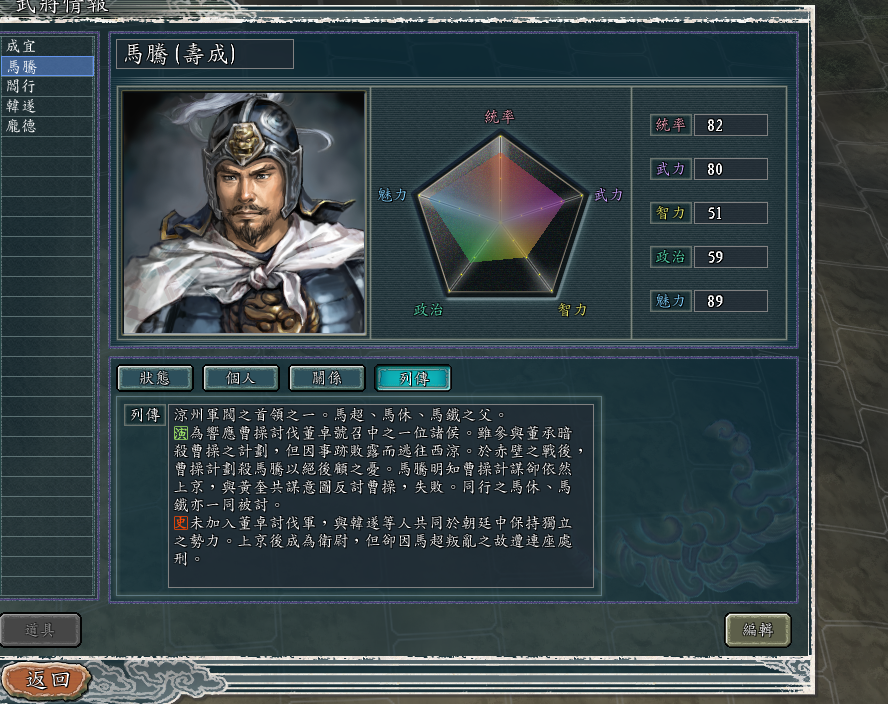 武將情報
成宜
馬騰
閻行
韓遂
龐德
馬騰(壽成)
統率
武力
智力
政治
魅力
統率 82
武力 80
智力 51
政治 59
魅力 89
狀態 個人 關係 列傳
列傳
涼州軍閥之首領之一。馬超、馬休、馬鐵之父。
演為響應曹操討伐董卓號召中之一位諸侯。雖參與董承暗
殺曹操之計劃,但因事跡敗露而逃往西涼。於赤壁之戰後,
曹操計劃殺馬騰以絕後顧之憂。馬騰明知曹操計謀卻依然
上京,與黃奎共謀意圖反討曹操,失敗。同行之馬休、馬
鐵亦一同被討。
史未加入董卓討伐軍,與韓遂等人共同於朝廷中保持獨立
之勢力。上京後成為衛尉,但卻因馬超叛亂之故遭連座處
刑。
道具
編輯
返回